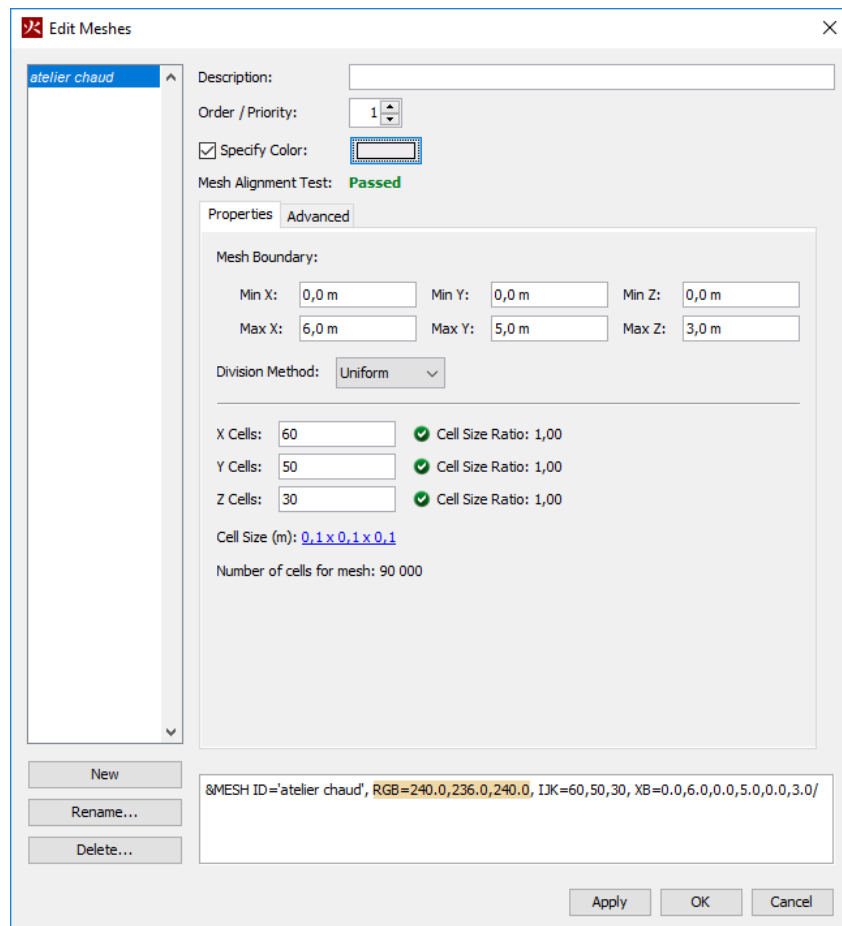 火 Edit Meshes
atelier chaud
Description:
Order / Priority: 1
Specify Color:
Mesh Alignment Test: Passed
Properties Advanced
Mesh Boundary:
Min X: 0,0 m Min Y: 0,0 m Min Z: 0,0 m
Max X: 6,0 m Max Y: 5,0 m Max Z: 3,0 m
Division Method: Uniform
X Cells: 60 Cell Size Ratio: 1,00
Y Cells: 50 Cell Size Ratio: 1,00
Z Cells: 30 Cell Size Ratio: 1,00
Cell Size (m): 0,1 x 0,1 x 0,1
Number of cells for mesh: 90 000
New
Rename...
Delete...
&MESH ID='atelier chaud', RGB=240.0,236.0,240.0, IJK=60,50,30, XB=0.0,6.0,0.0,5.0,0.0,3.0/
Apply OK Cancel